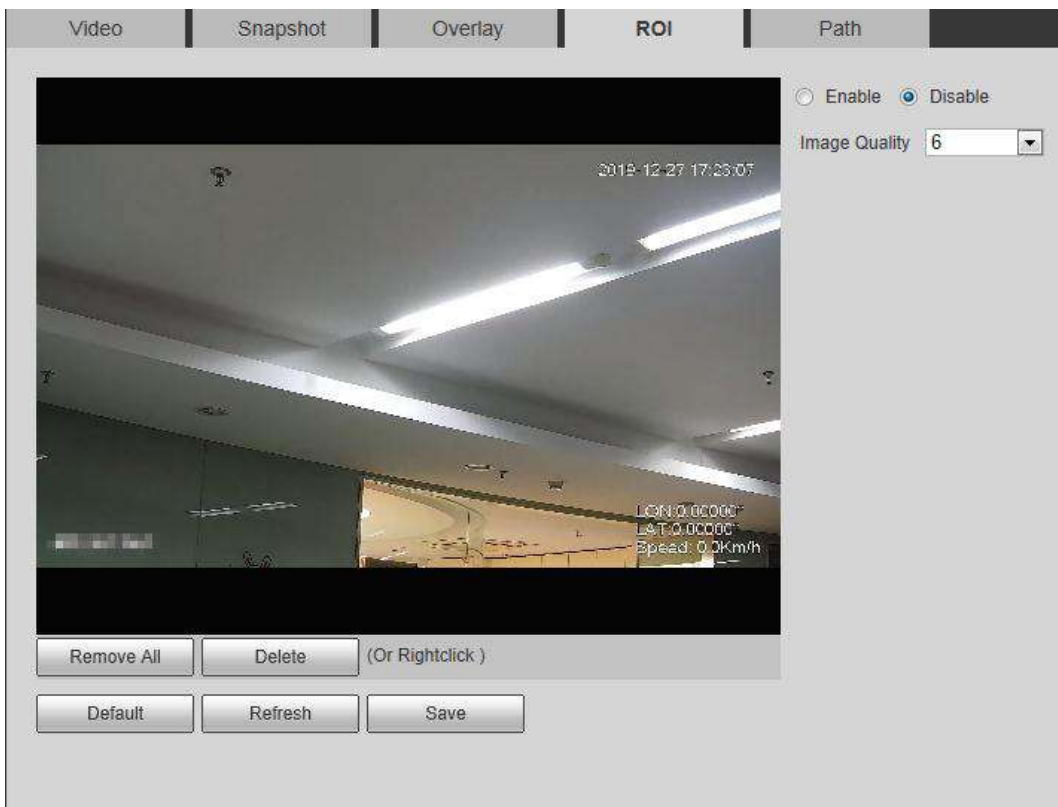 Video Snapshot Overlay ROI Path
Enable Disable
Image Quality 6
2019-12-27 17:23:07
LON:0.00000°
LAT:0.00000°
Speed: 0.0Km/h
Remove All Delete (Or Rightclick )
Default Refresh Save